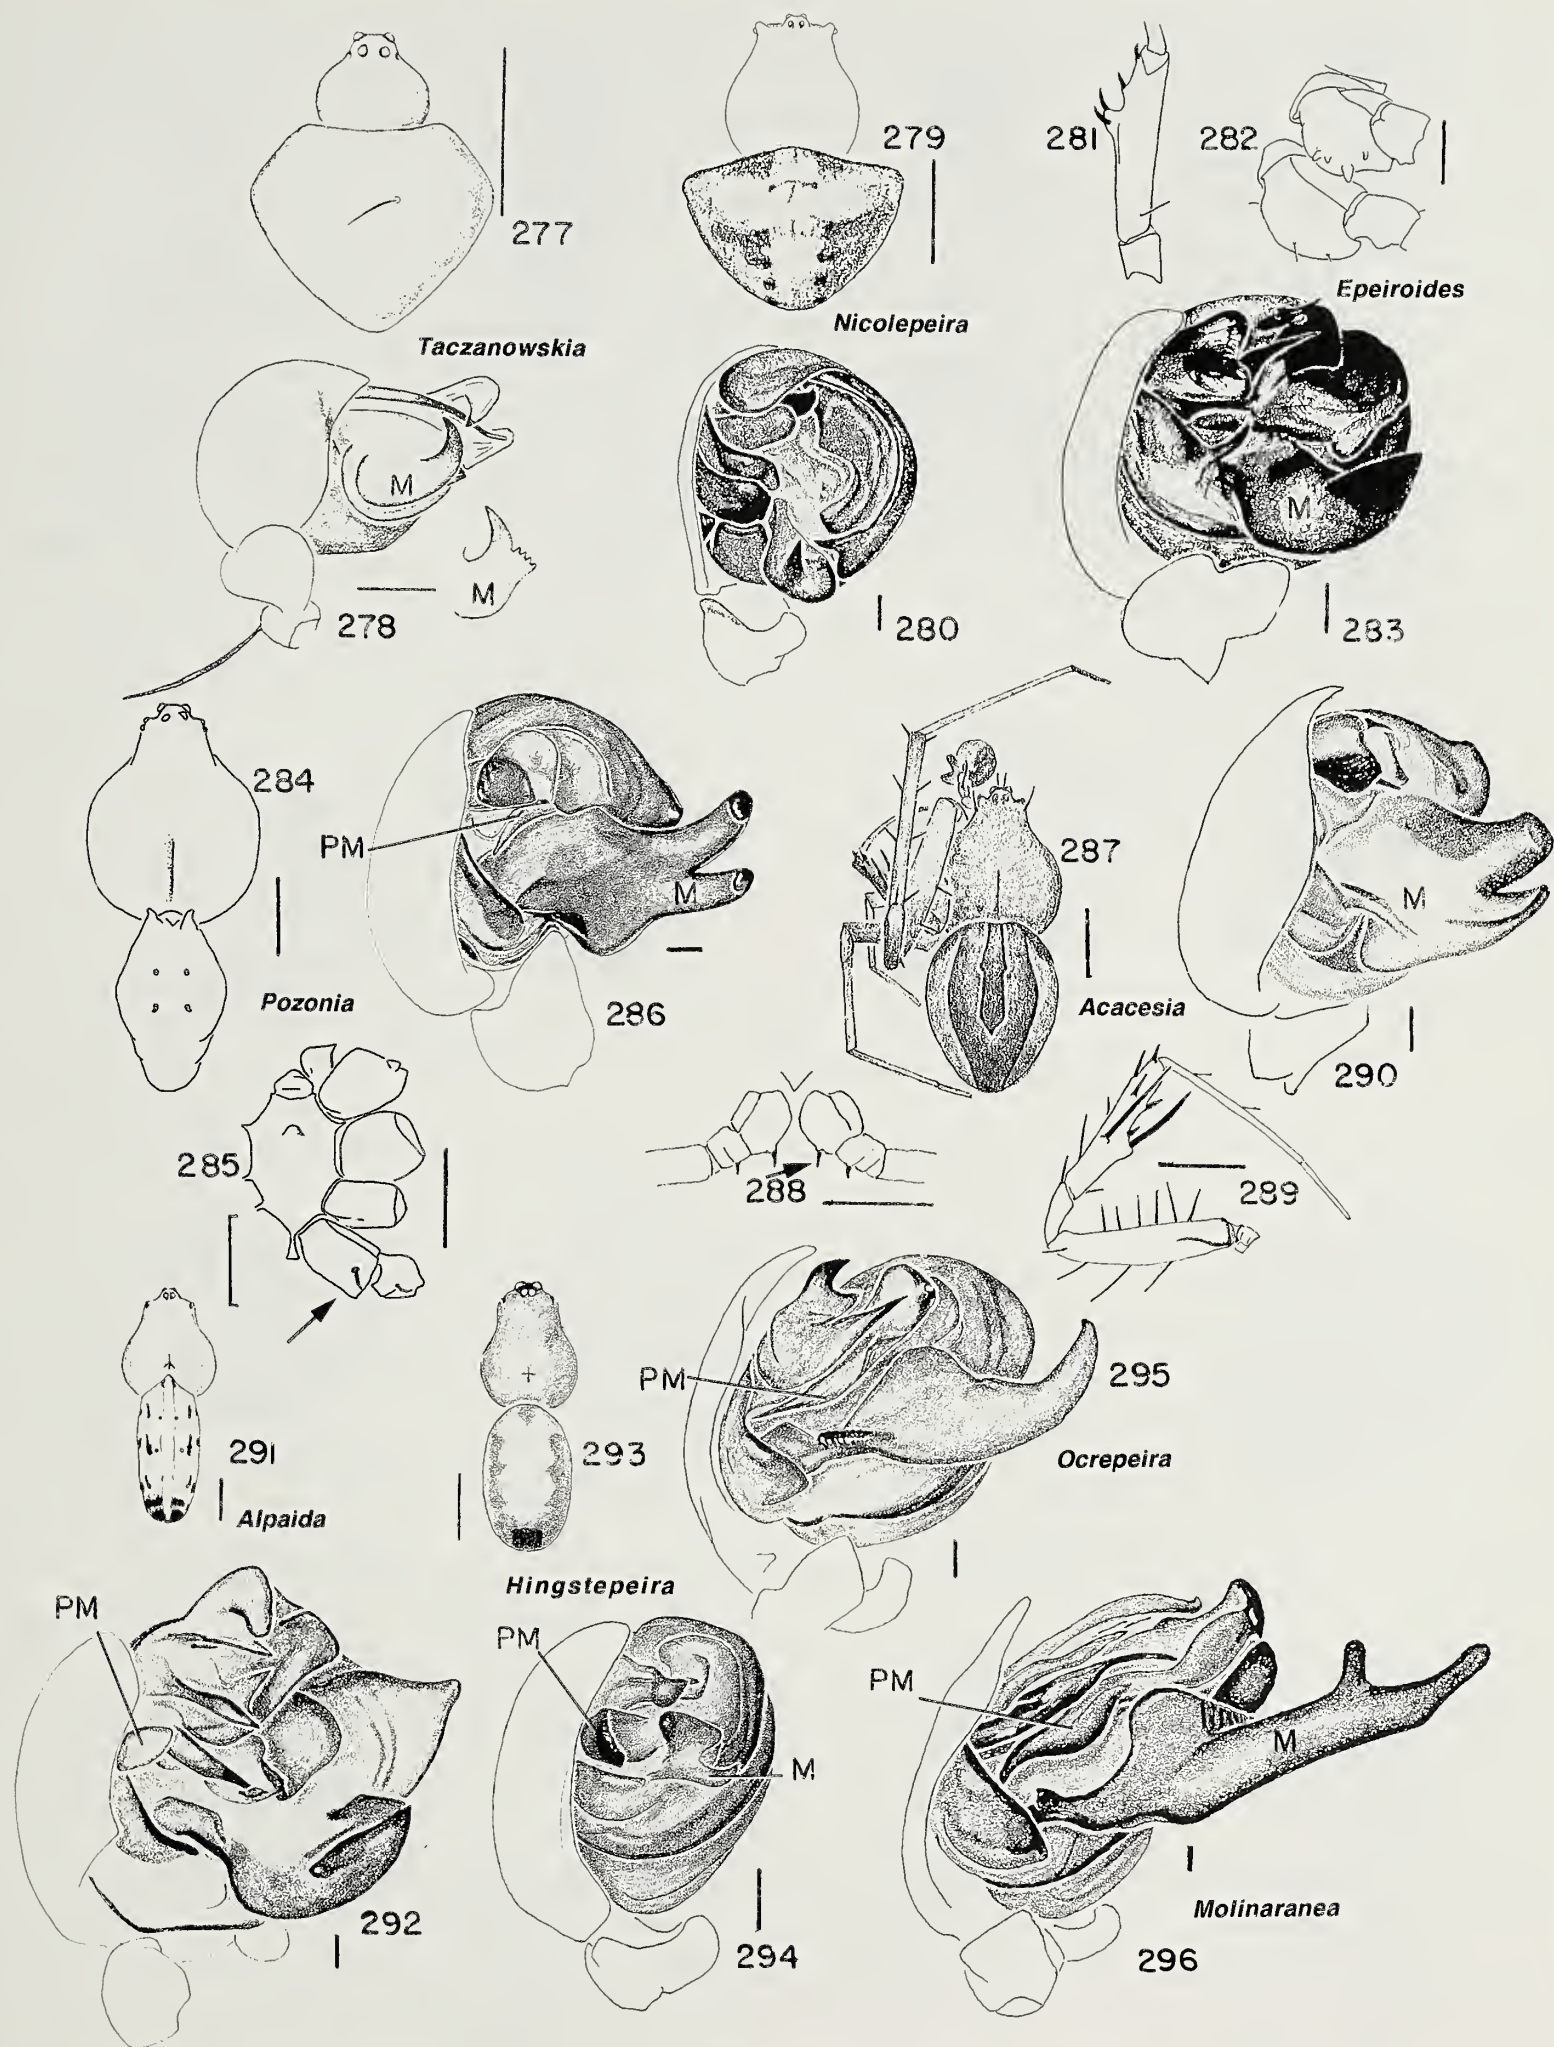 277
279
281
282
Epeiroides
Nicolepeira
Taczanowskia
M
M
278
280
M
283
284
PM
M
Pozonia
286
287
Acacesia
M
290
285
288
289
291
Alpaida
293
PM
295
Ocrepeira
Hingstepeira
PM
292
PM
M
294
PM
M
Molinaranea
296